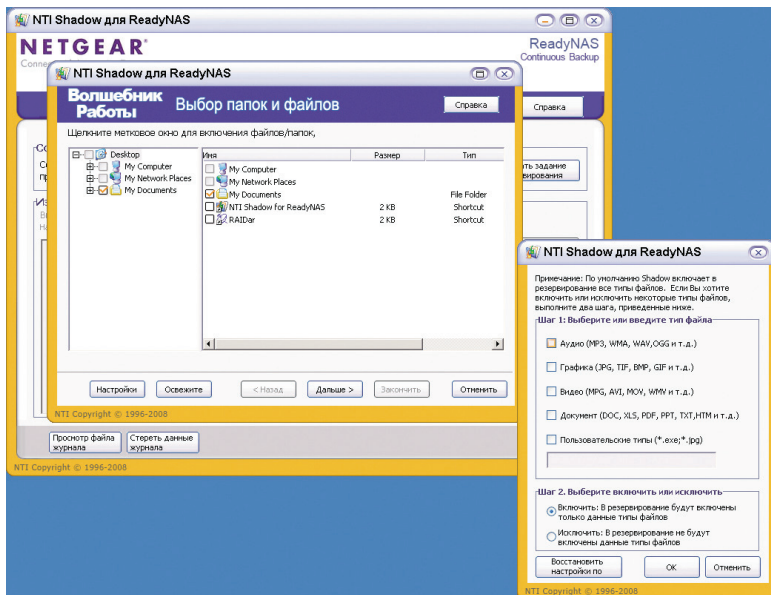 NTI Shadow для ReadyNAS
NETGEAR
ReadyNAS
Continuous Backup
Справка
NTI Shadow для ReadyNAS
Волшебник
Работы
Выбор папок и файлов
Справка
Щелкните метковое окно для включения файлов/папок,
Desktop
My Computer
My Network Places
My Documents
Имя Размер Тип
My Computer
My Network Places
My Documents File Folder
NTI Shadow for ReadyNAS 2 KB Shortcut
RAIDar 2 KB Shortcut
Настройки Освежите < Назад Дальше > Закончить Отменить
NTI Copyright © 1996-2008
задание
Просмотр файла
журнала
Стереть данные
журнала
NTI Copyright © 1996-2008
NTI Shadow для ReadyNAS
Примечание: По умолчанию Shadow включает в
резервирование все типы файлов. Если Вы хотите
включить или исключить некоторые типы файлов,
выполните два шага, приведенные ниже.
Шаг 1: Выберите или введите тип файла
Аудио (MP3, WMA, WAV,OGG и т.д.)
Графика (JPG, TIF, BMP, GIF и т.д.)
Видео (MPG, AVI, MOV, WMV и т.д.)
Документ (DOC, XLS, PDF, PPT, TXT,HTM и т.д.)
Пользовательские типы (*.exe;*.jpg)
Шаг 2. Выберите включить или исключить
Включить: В резервирование будут включены
только данные типы файлов
Исключить: В резервирование не будут
включены данные типы файлов
Восстановить
настройки по
OK
Отменить
NTI Copyright © 1996-2008